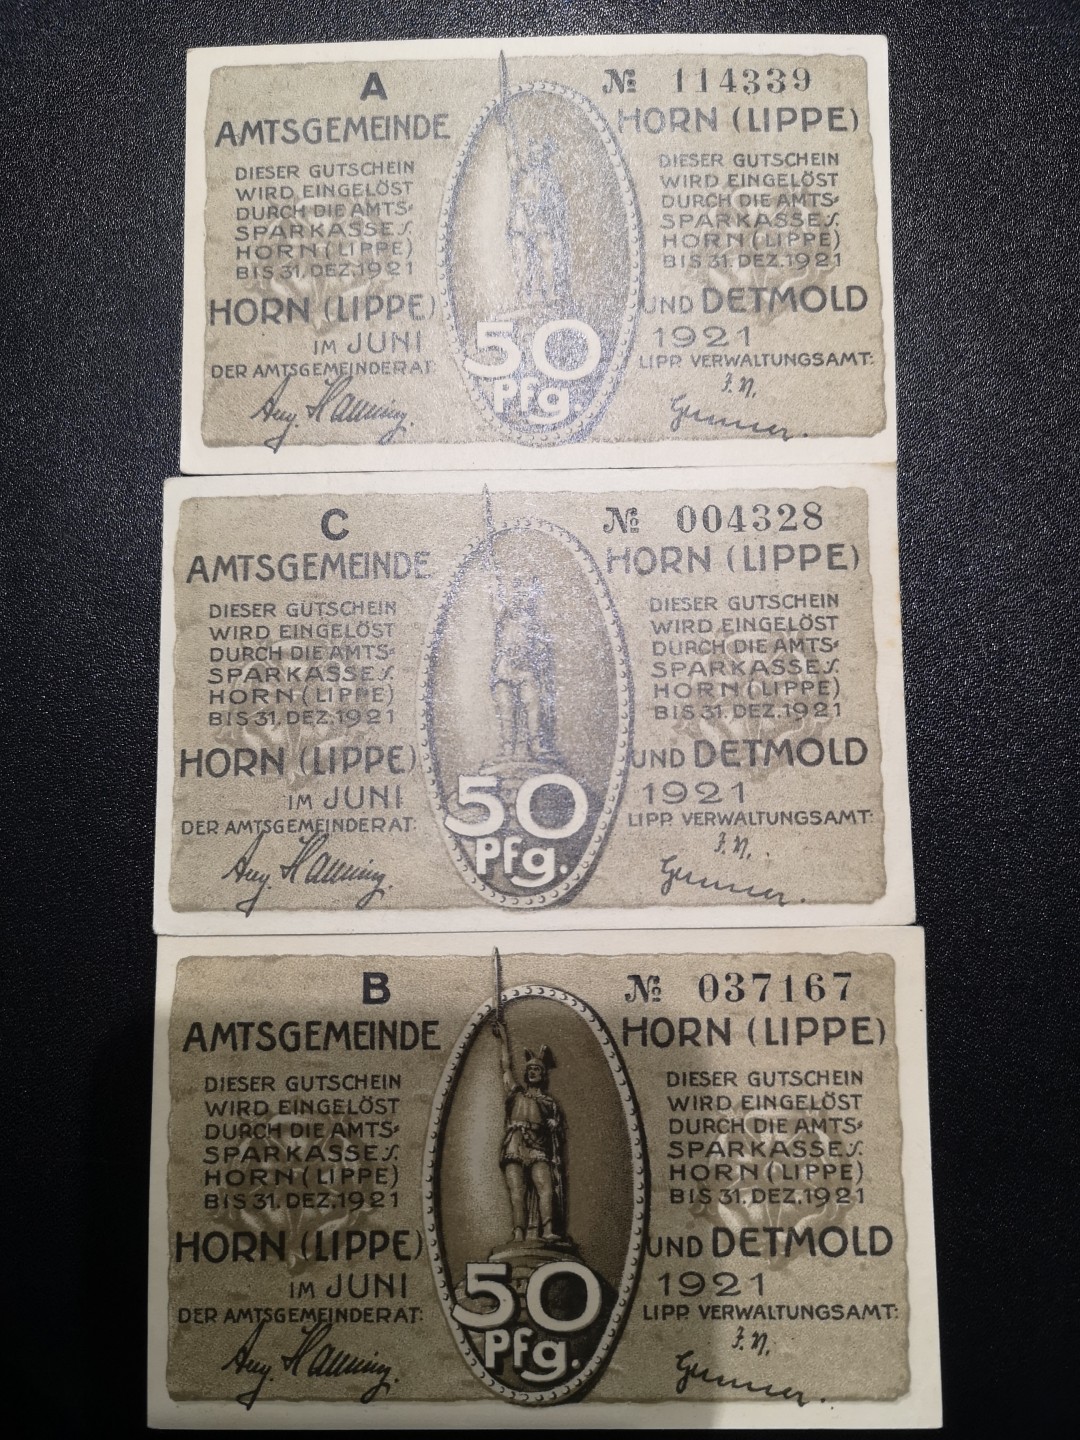 A № 114339
AMTSGEMEINDE HORN (LIPPE)
DIESER GUTSCHEIN
WIRD EINGELÖST
DURCH DIE AMTS-
SPARKASSE I.
HORN (LIPPE)
BIS 31. DEZ. 1921
DIESER GUTSCHEIN
WIRD EINGELÖST
DURCH DIE AMTS-
SPARKASSE I.
HORN (LIPPE)
BIS 31. DEZ. 1921
HORN (LIPPE) UND DETMOLD
IM JUNI 1921
DER AMTSGEMEINDERAT: LIPP. VERWALTUNGSAMT:
50
Pfg.
C № 004328
AMTSGEMEINDE HORN (LIPPE)
DIESER GUTSCHEIN
WIRD EINGELÖST
DURCH DIE AMTS-
SPARKASSE I.
HORN (LIPPE)
BIS 31. DEZ. 1921
DIESER GUTSCHEIN
WIRD EINGELÖST
DURCH DIE AMTS-
SPARKASSE I.
HORN (LIPPE)
BIS 31. DEZ. 1921
HORN (LIPPE) UND DETMOLD
IM JUNI 1921
DER AMTSGEMEINDERAT: LIPP. VERWALTUNGSAMT:
50
Pfg.
B № 037167
AMTSGEMEINDE HORN (LIPPE)
DIESER GUTSCHEIN
WIRD EINGELÖST
DURCH DIE AMTS-
SPARKASSE I.
HORN (LIPPE)
BIS 31. DEZ. 1921
DIESER GUTSCHEIN
WIRD EINGELÖST
DURCH DIE AMTS-
SPARKASSE I.
HORN (LIPPE)
BIS 31. DEZ. 1921
HORN (LIPPE) UND DETMOLD
IM JUNI 1921
DER AMTSGEMEINDERAT: LIPP. VERWALTUNGSAMT:
50
Pfg.